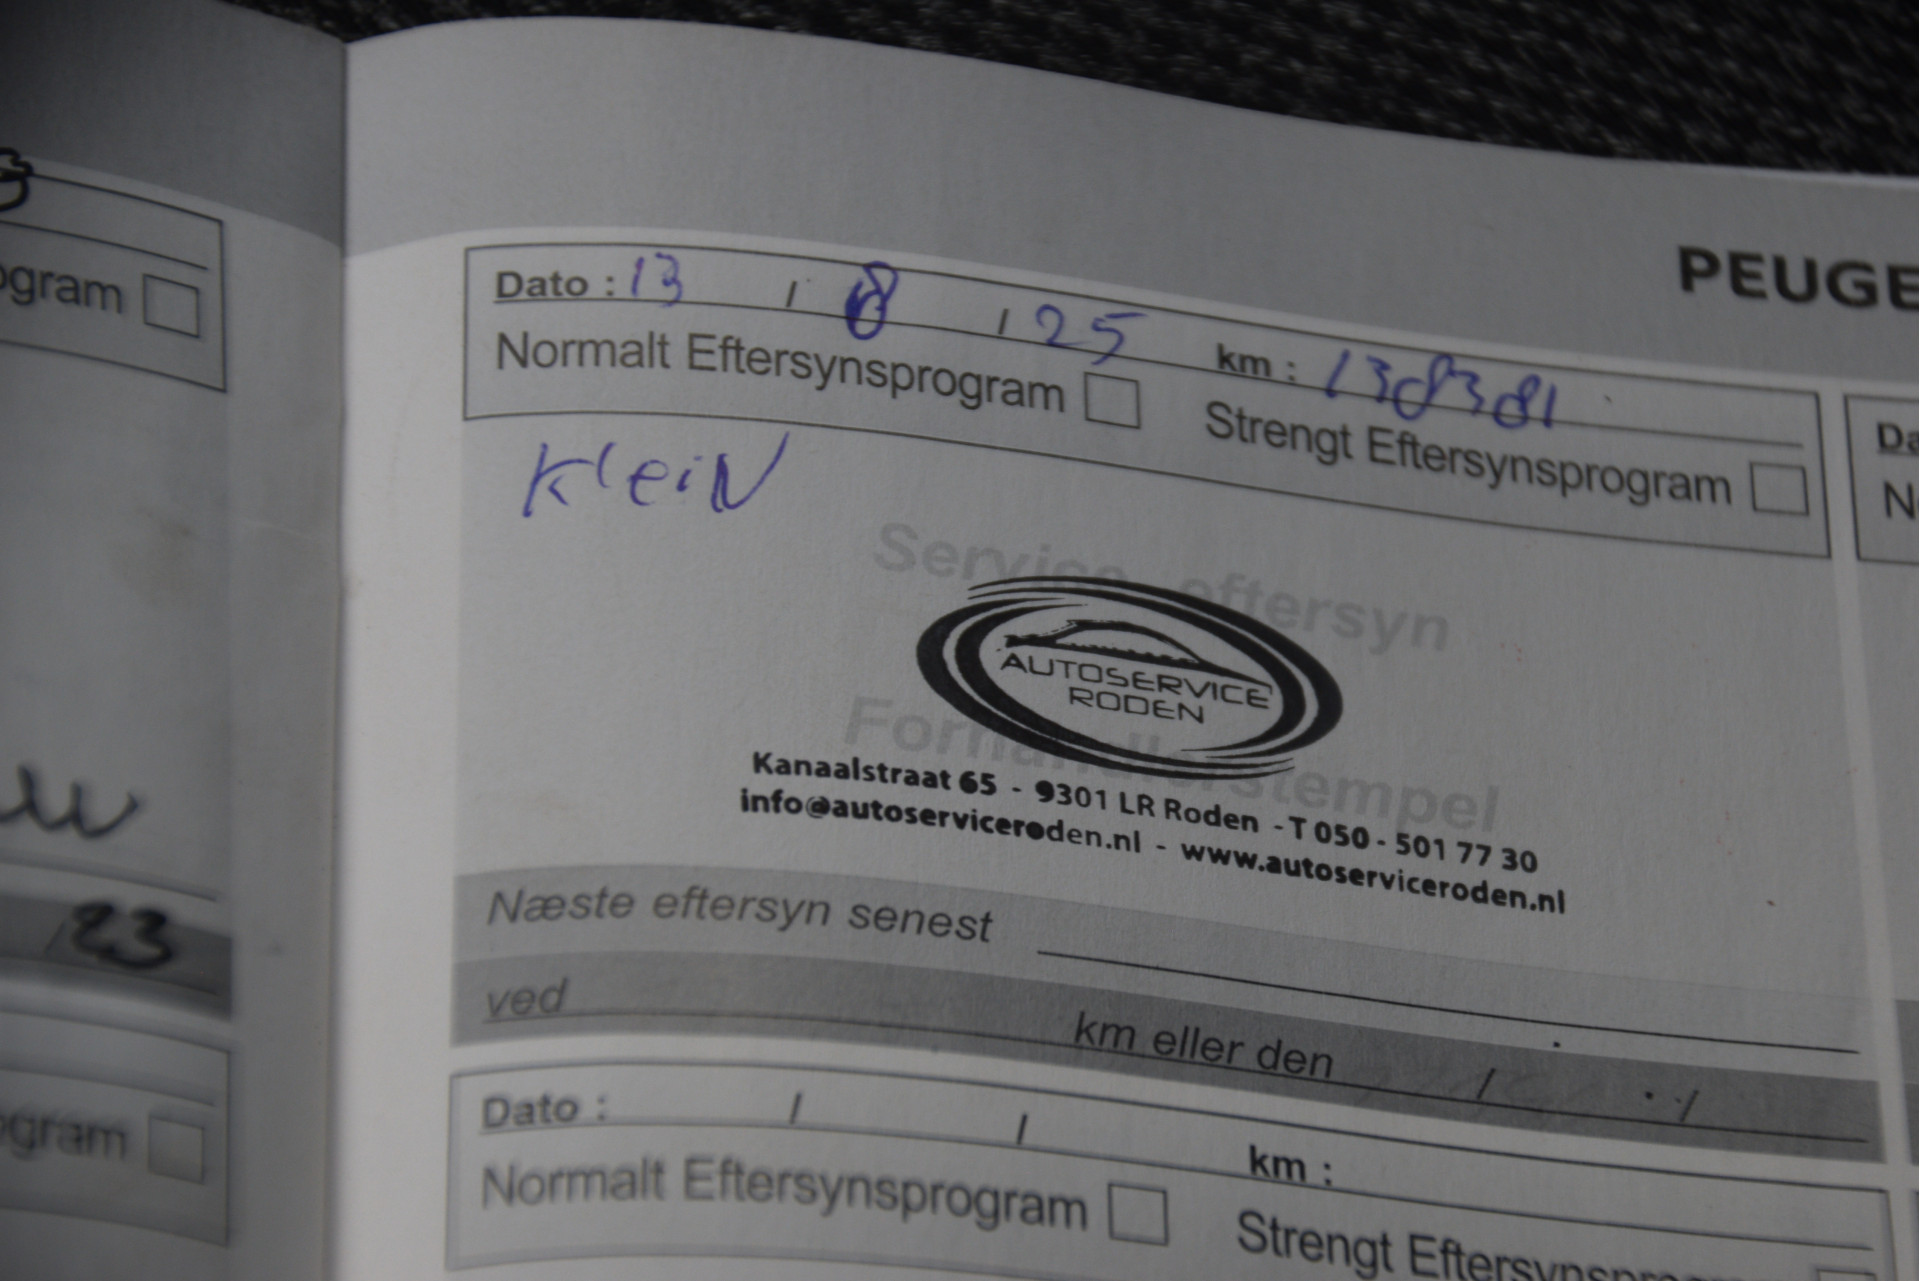 PEUGE
Dato : 13 / 8 / 25 km : 138381
Normalt Eftersynsprogram Strengt Eftersynsprogram
KleiN
Service eftersyn
AUTOSERVICE
RODEN
Forhandlerstempel
Kanaalstraat 65 - 9301 LR Roden - T 050 - 501 77 30
info@autoserviceroden.nl - www.autoserviceroden.nl
Næste eftersyn senest
ved km eller den / /
Dato : / / km :
Normalt Eftersynsprogram Strengt Eftersynspro
ogram
23
ogram
Da
N